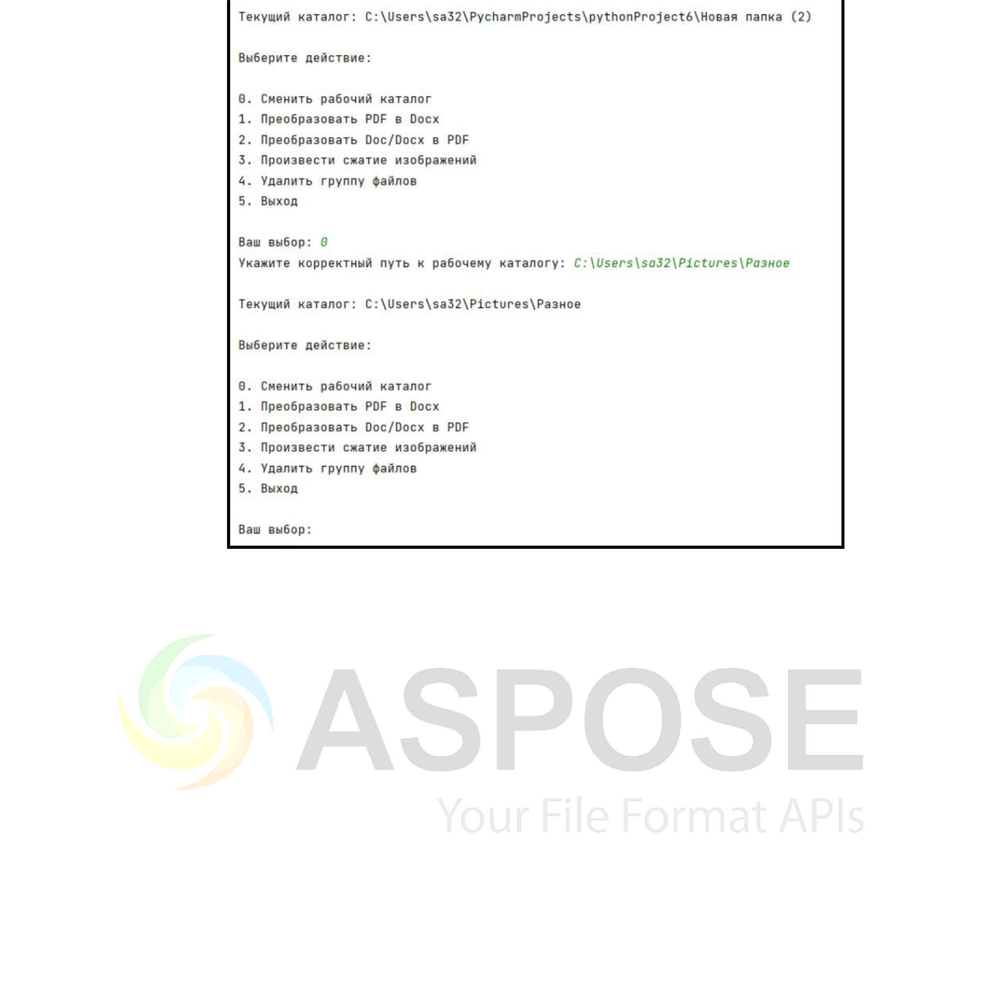 Текущий каталог: C:\Users\sa32\PycharmProjects\pythonProject6\Новая папка (2)
Выберите действие:
0. Сменить рабочий каталог
1. Преобразовать PDF в Docx
2. Преобразовать Doc/Docx в PDF
3. Произвести сжатие изображений
4. Удалить группу файлов
5. Выход
Ваш выбор: 0
Укажите корректный путь к рабочему каталогу: C:\Users\sa32\Pictures\Разное
Текущий каталог: C:\Users\sa32\Pictures\Разное
Выберите действие:
0. Сменить рабочий каталог
1. Преобразовать PDF в Docx
2. Преобразовать Doc/Docx в PDF
3. Произвести сжатие изображений
4. Удалить группу файлов
5. Выход
Ваш выбор:
ASPOSE
Your File Format APIs